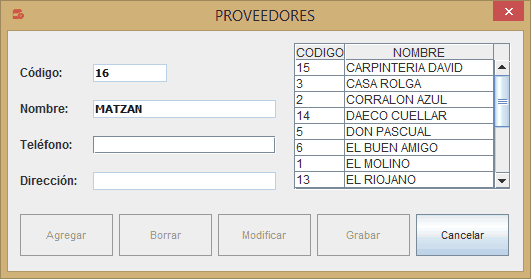 PROVEEDORES
Código: 16
Nombre: MATZAN
Teléfono:
Dirección:
CODIGO NOMBRE
15 CARPINTERIA DAVID
3 CASA ROLGA
2 CORRALON AZUL
14 DAECO CUELLAR
5 DON PASCUAL
6 EL BUEN AMIGO
1 EL MOLINO
13 EL RIOJANO
Agregar Borrar Modificar Grabar Cancelar